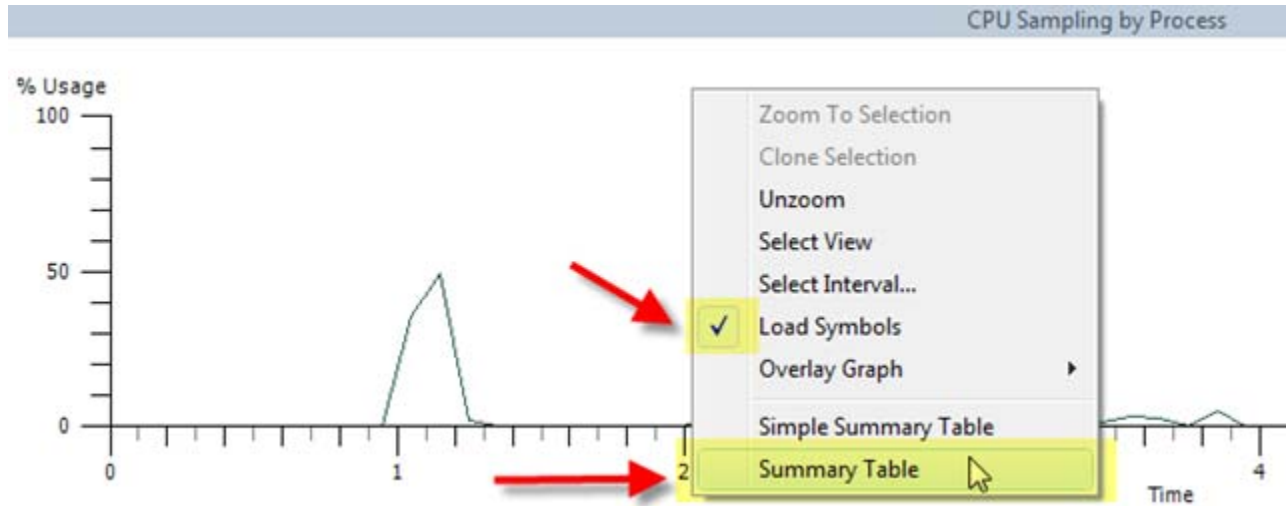 CPU Sampling by Process
% Usage
100
50
0
Zoom To Selection
Clone Selection
Unzoom
Select View
Select Interval...
Load Symbols
Overlay Graph
Simple Summary Table
Summary Table
0 1 2 4
Time